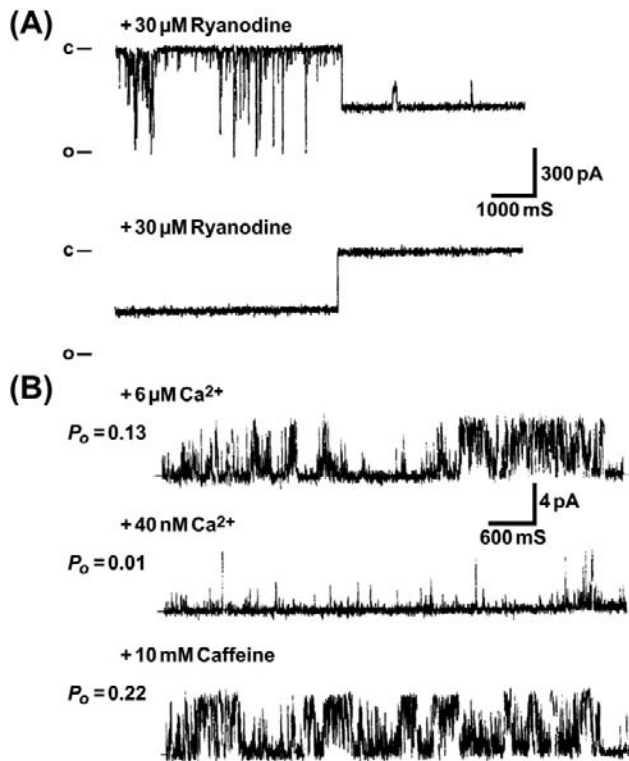 (A)
+ 30 µM Ryanodine
c –
o –
300 pA
1000 mS
+ 30 µM Ryanodine
c –
o –
(B)
+ 6 µM Ca²⁺
Pₒ = 0.13
4 pA
600 mS
+ 40 nM Ca²⁺
Pₒ = 0.01
+ 10 mM Caffeine
Pₒ = 0.22